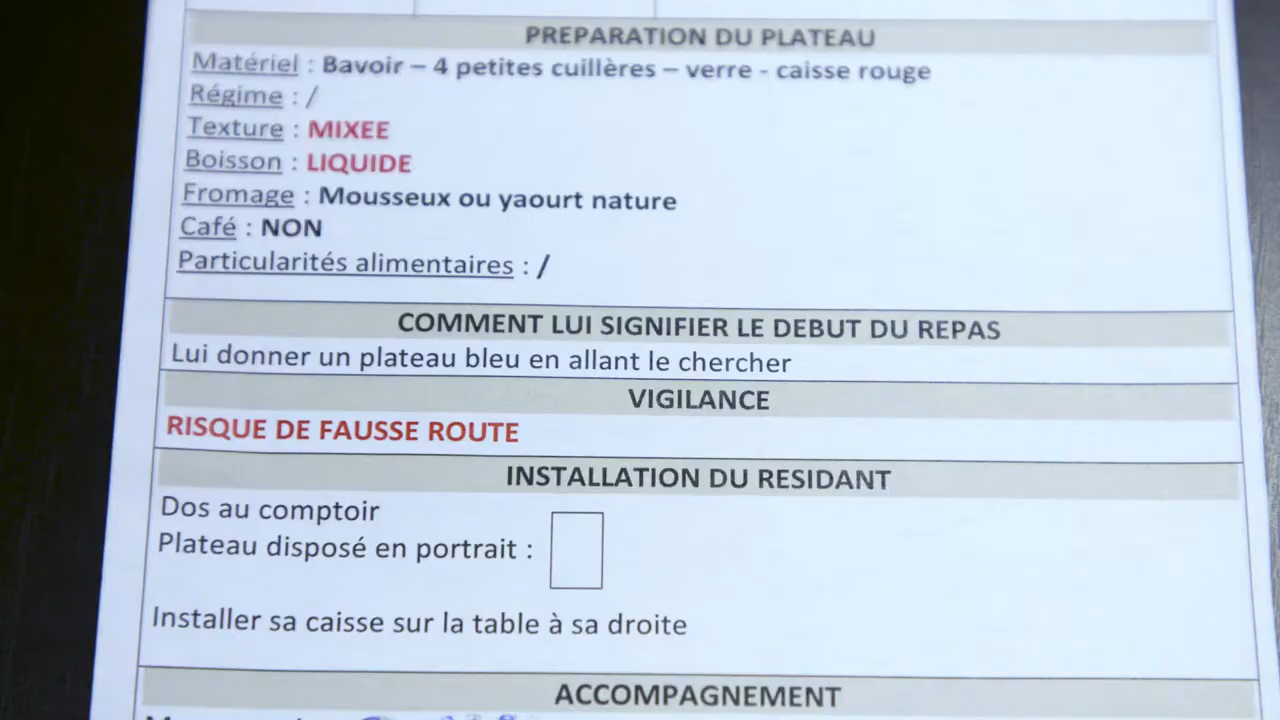 PREPARATION DU PLATEAU
Matériel : Bavoir – 4 petites cuillères – verre - caisse rouge
Régime : /
Texture : MIXEE
Boisson : LIQUIDE
Fromage : Mousseux ou yaourt nature
Café : NON
Particularités alimentaires : /
COMMENT LUI SIGNIFIER LE DEBUT DU REPAS
Lui donner un plateau bleu en allant le chercher
VIGILANCE
RISQUE DE FAUSSE ROUTE
INSTALLATION DU RESIDANT
Dos au comptoir
Plateau disposé en portrait :
Installer sa caisse sur la table à sa droite
ACCOMPAGNEMENT